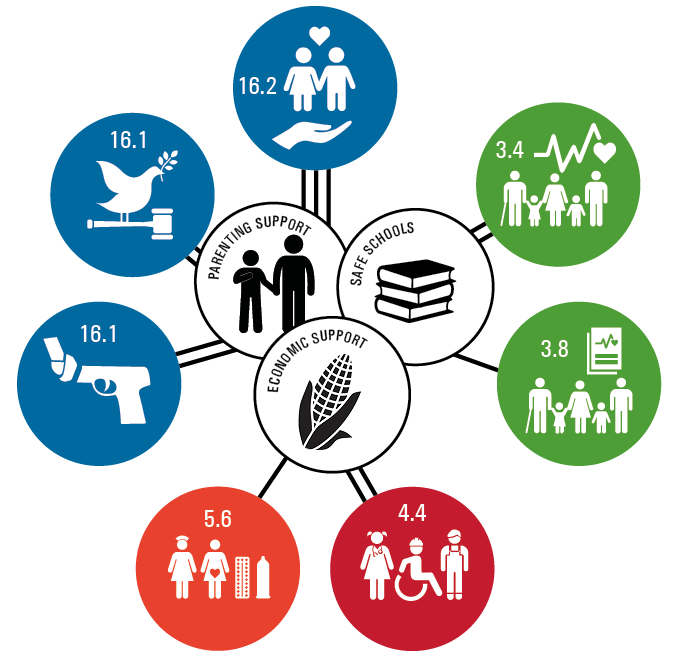 16.2
16.1
3.4
PARENTING SUPPORT
SAFE SCHOOLS
16.1
3.8
ECONOMIC SUPPORT
5.6
4.4